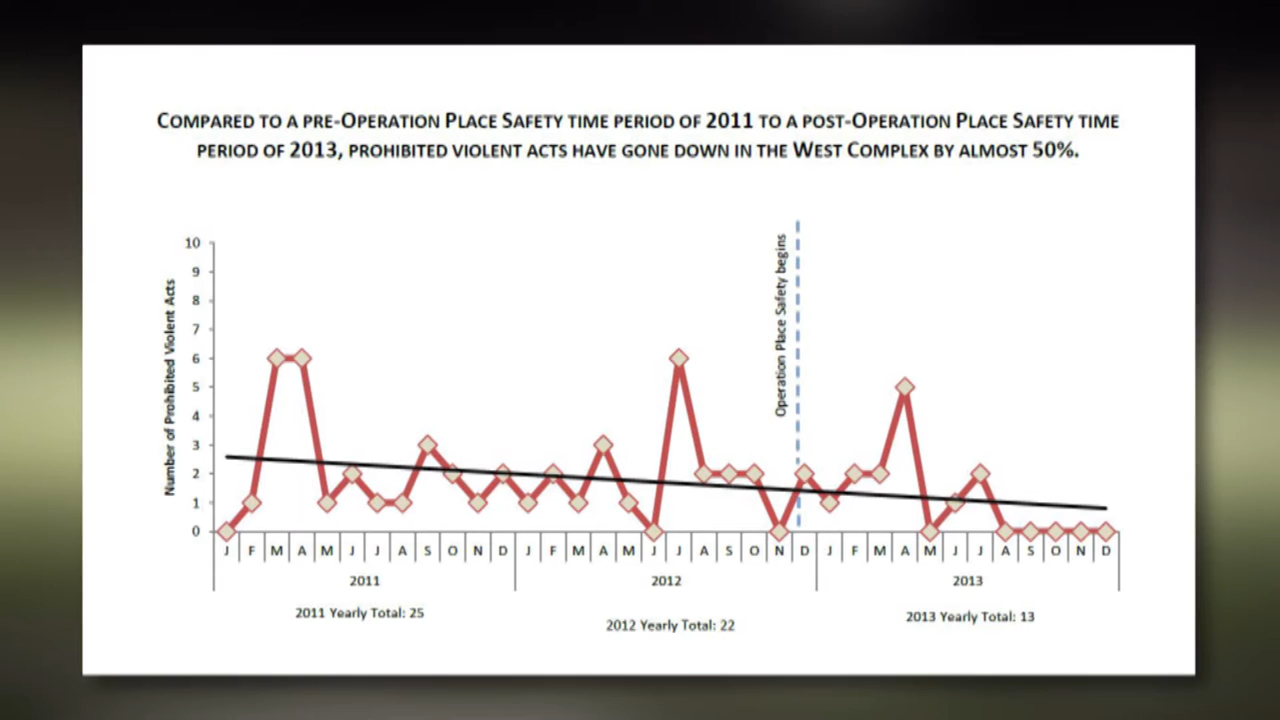 COMPARED TO A PRE-OPERATION PLACE SAFETY TIME PERIOD OF 2011 TO A POST-OPERATION PLACE SAFETY TIME
PERIOD OF 2013, PROHIBITED VIOLENT ACTS HAVE GONE DOWN IN THE WEST COMPLEX BY ALMOST 50%.
Number of Prohibited Violent Acts
10
9
8
7
6
5
4
3
2
1
0
Operation Place Safety begins
J F M A M J J A S O N D J F M A M J J A S O N D J F M A M J J A S O N D
2011 2012 2013
2011 Yearly Total: 25
2012 Yearly Total: 22
2013 Yearly Total: 13